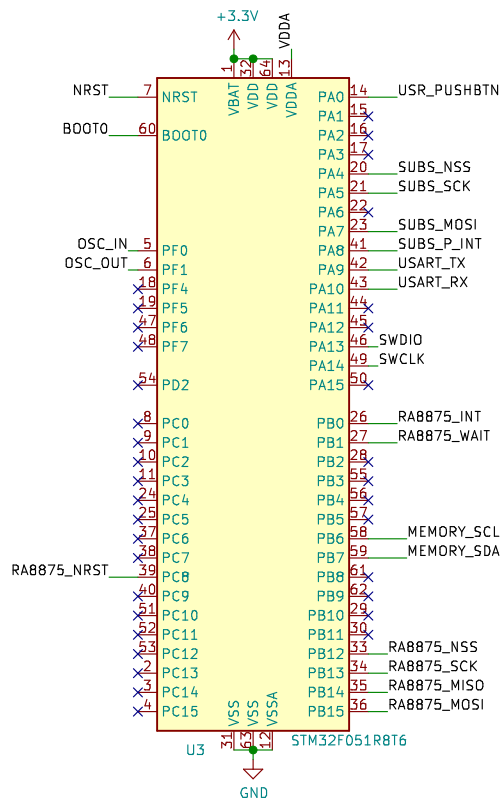 +3.3V
VDDA
1 32 64 13
VBAT VDD VDD VDDA
NRST 7 NRST PA0 14 USR_PUSHBTN
PA1 15
BOOT0 60 BOOT0 PA2 16
PA3 17
PA4 20 SUBS_NSS
PA5 21 SUBS_SCK
PA6 22
PA7 23 SUBS_MOSI
OSC_IN 5 PF0 PA8 41 SUBS_P_INT
OSC_OUT 6 PF1 PA9 42 USART_TX
18 PF4 PA10 43 USART_RX
19 PF5 PA11 44
47 PF6 PA12 45
48 PF7 PA13 46 SWDIO
PA14 49 SWCLK
54 PD2 PA15 50
8 PC0 PB0 26 RA8875_INT
9 PC1 PB1 27 RA8875_WAIT
10 PC2 PB2 28
11 PC3 PB3 55
24 PC4 PB4 56
25 PC5 PB5 57
37 PC6 PB6 58 MEMORY_SCL
38 PC7 PB7 59 MEMORY_SDA
RA8875_NRST 39 PC8 PB8 61
40 PC9 PB9 62
51 PC10 PB10 29
52 PC11 PB11 30
53 PC12 PB12 33 RA8875_NSS
2 PC13 PB13 34 RA8875_SCK
3 PC14 PB14 35 RA8875_MISO
4 PC15 PB15 36 RA8875_MOSI
VSS VSS VSSA
31 63 12
U3 STM32F051R8T6
GND